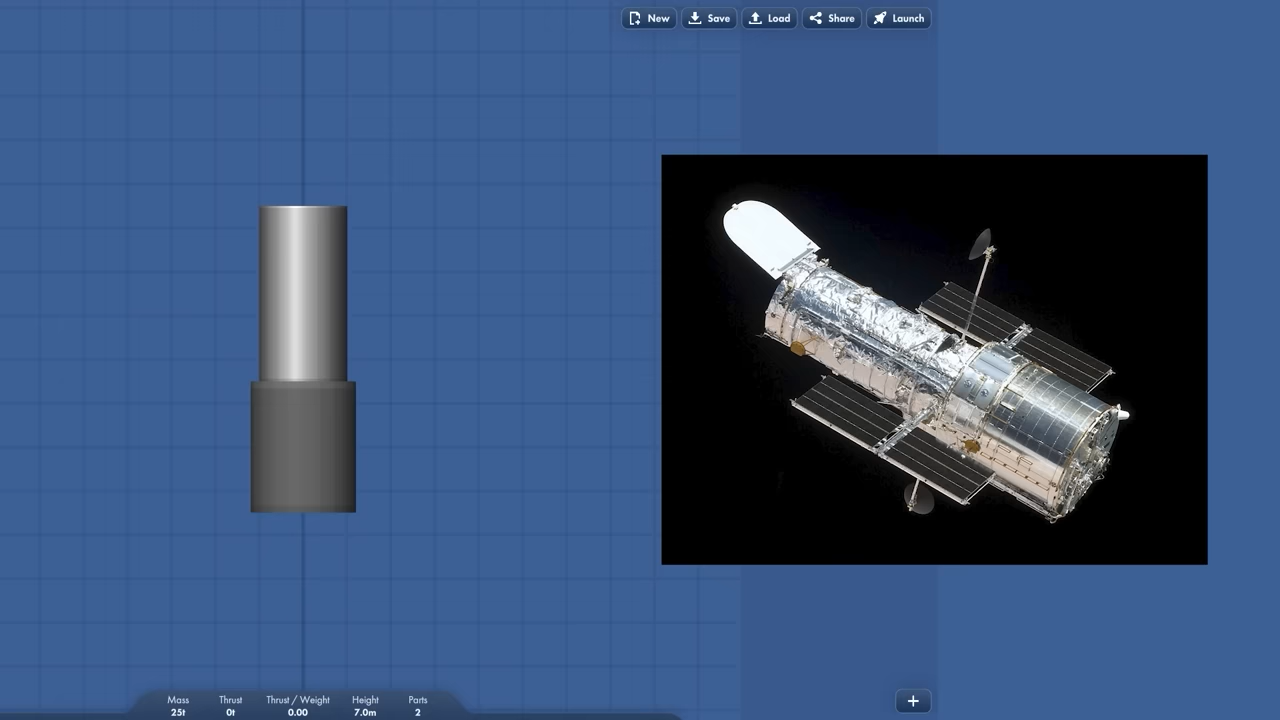 New Save Load Share Launch
Mass Thrust Thrust / Weight Height Parts
25t 0t 0.00 7.0m 2